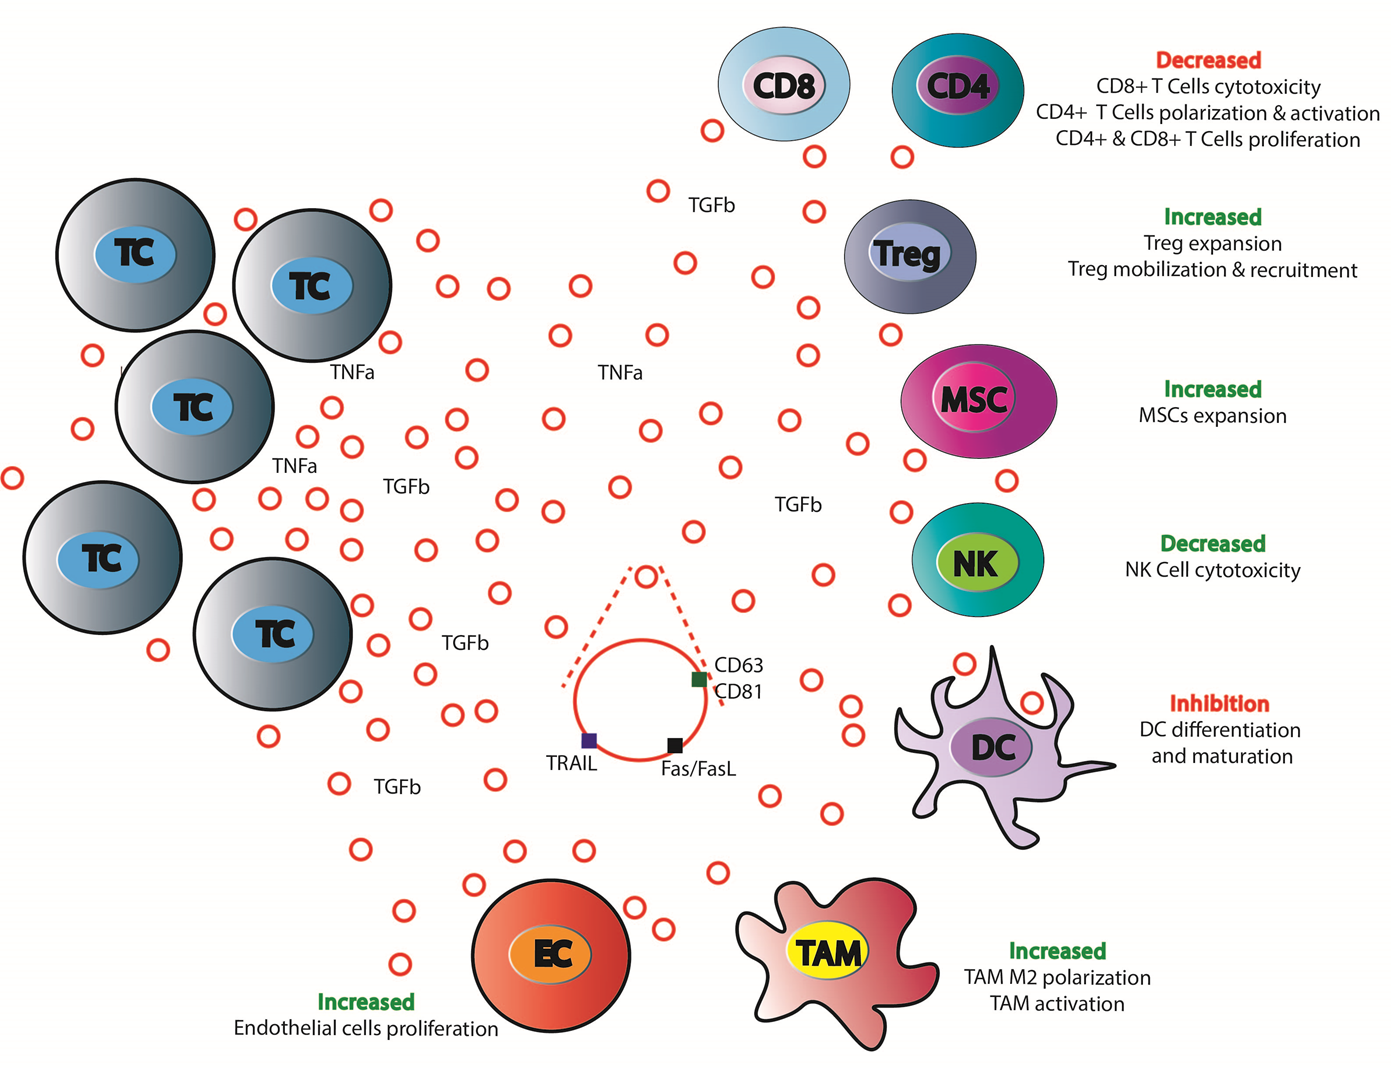 CD8
CD4
Decreased
CD8+ T Cells cytotoxicity
CD4+ T Cells polarization & activation
CD4+ & CD8+ T Cells proliferation
TGFb
TC
TC
Treg
Increased
Treg expansion
Treg mobilization & recruitment
TNFa
TNFa
TC
MSC
Increased
MSCs expansion
TNFa
TGFb
TGFb
TC
NK
Decreased
NK Cell cytotoxicity
TC
TGFb
CD63
CD81
TRAIL
Fas/FasL
DC
Inhibition
DC differentiation
and maturation
TGFb
EC
Increased
Endothelial cells proliferation
TAM
Increased
TAM M2 polarization
TAM activation